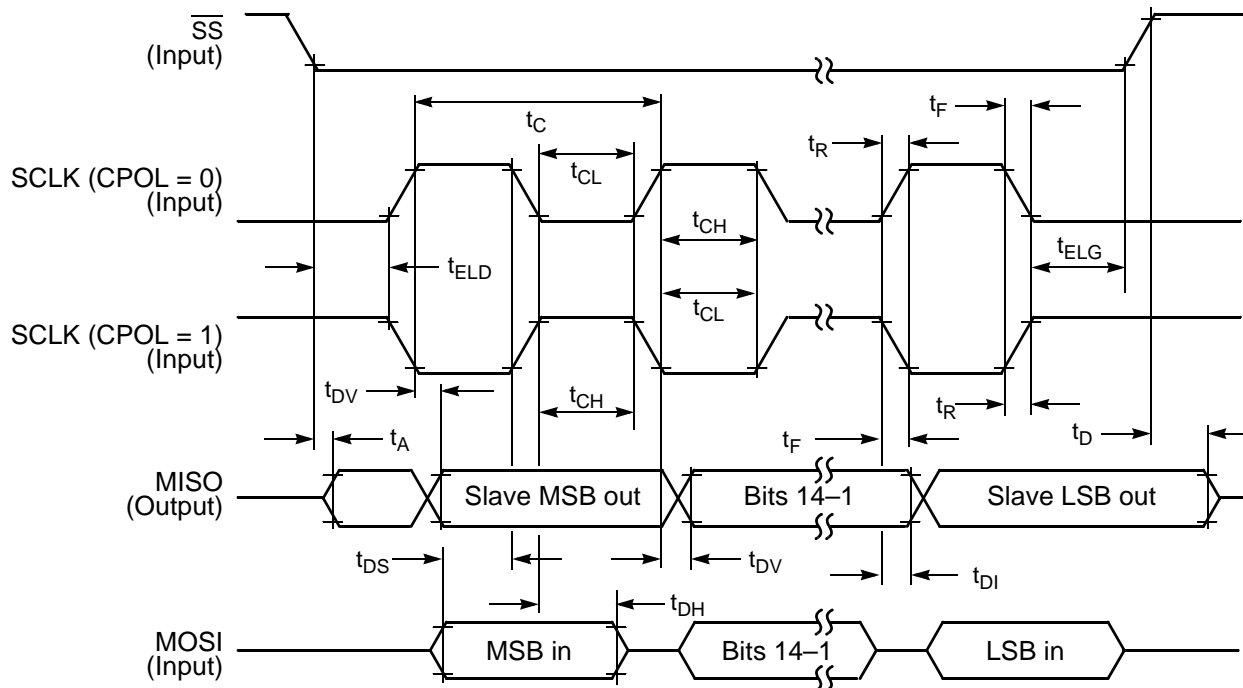 SS
(Input)
tF
tC
tR
SCLK (CPOL = 0)
(Input)
tCL
tCH
tELD
tELG
tCL
SCLK (CPOL = 1)
(Input)
tDV
tCH
tR
tA
tF
tD
MISO
(Output)
Slave MSB out
Bits 14–1
Slave LSB out
tDS
tDV
tDI
tDH
MOSI
(Input)
MSB in
Bits 14–1
LSB in